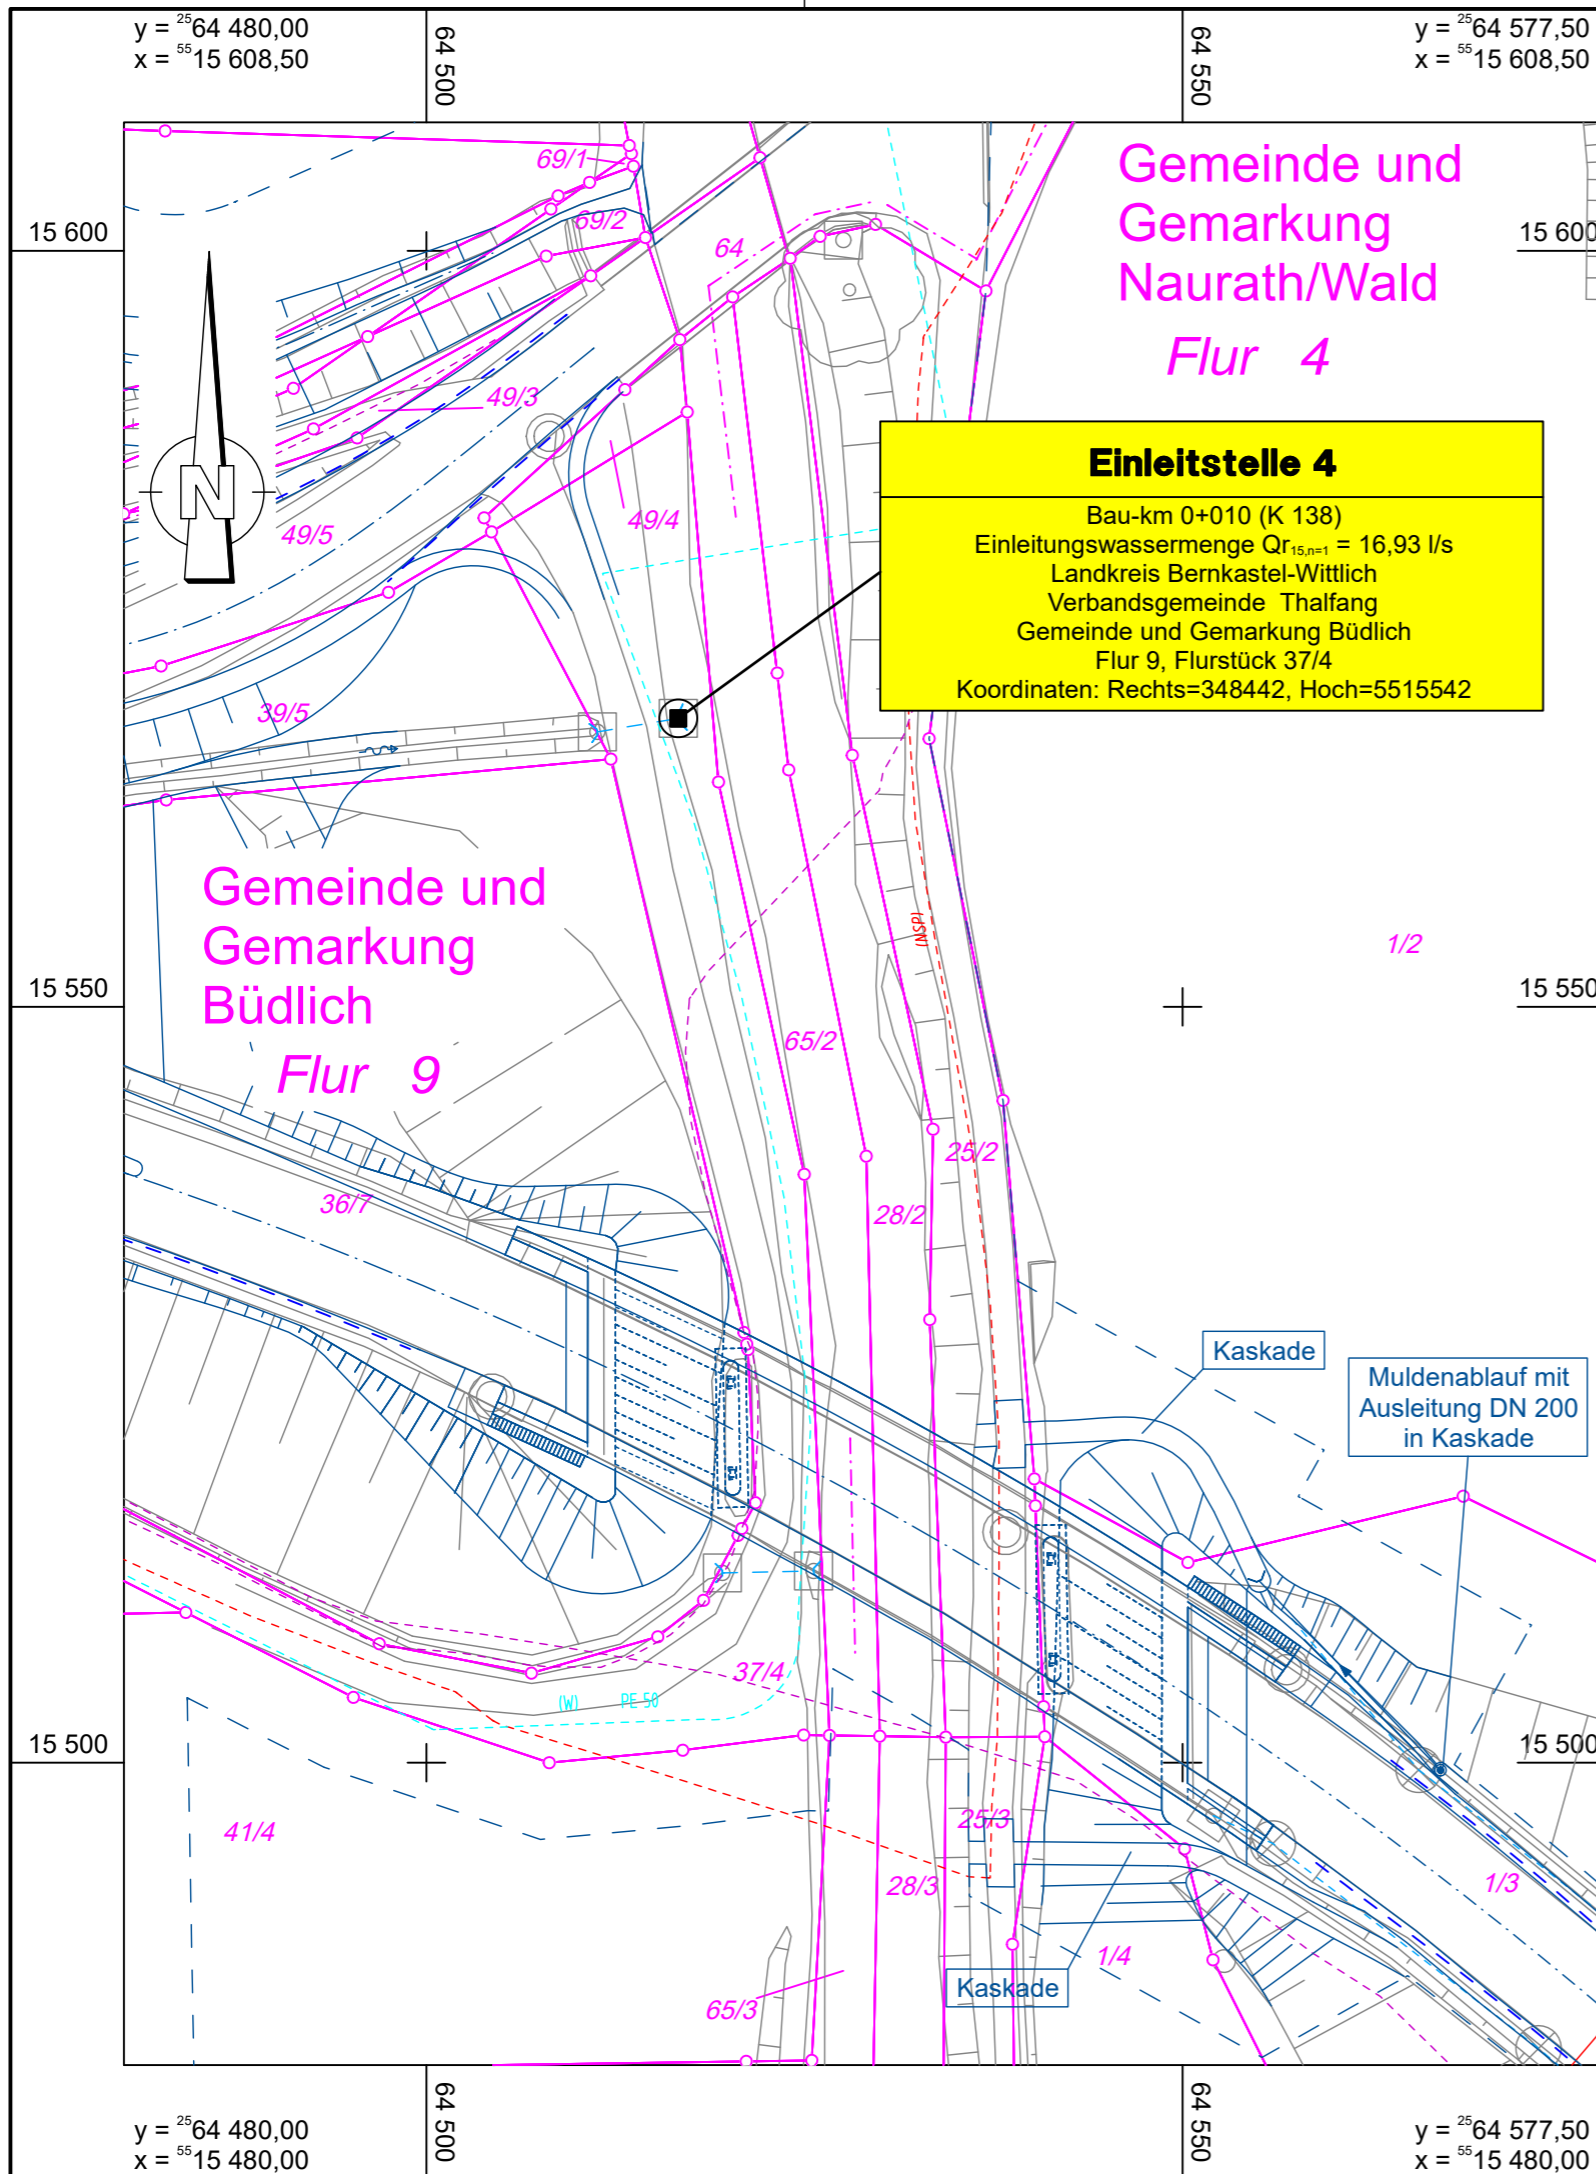 y = ²⁵64 480,00
x = ⁵⁵15 608,50
64 500
64 550
y = ²⁵64 577,50
x = ⁵⁵15 608,50
Gemeinde und
Gemarkung
Naurath/Wald
Flur 4
69/1
69/2
64
15 600
15 600
49/3
N
49/5
49/4
Einleitstelle 4
Bau-km 0+010 (K 138)
Einleitungswassermenge Qr15,n=1 = 16,93 l/s
Landkreis Bernkastel-Wittlich
Verbandsgemeinde Thalfang
Gemeinde und Gemarkung Büdlich
Flur 9, Flurstück 37/4
Koordinaten: Rechts=348442, Hoch=5515542
39/5
Gemeinde und
Gemarkung
Büdlich
Flur 9
(NSP)
1/2
15 550
15 550
65/2
25/2
36/7
28/2
Kaskade
Muldenablauf mit
Ausleitung DN 200
in Kaskade
37/4
(W) PE 50
15 500
15 500
41/4
25/3
28/3
1/3
1/4
Kaskade
65/3
y = ²⁵64 480,00
x = ⁵⁵15 480,00
64 500
64 550
y = ²⁵64 577,50
x = ⁵⁵15 480,00